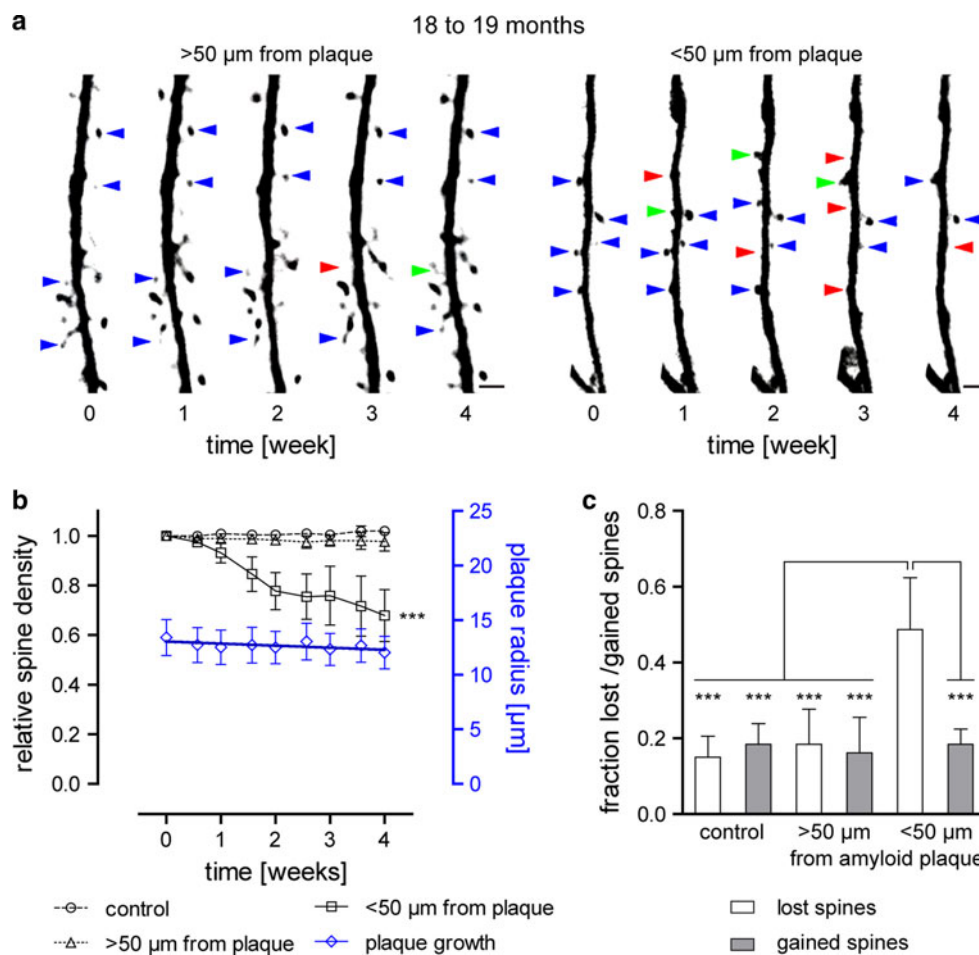 a
18 to 19 months
>50 µm from plaque
<50 µm from plaque
0 1 2 3 4
time [week]
0 1 2 3 4
time [week]
b
relative spine density
1.0
0.8
0.6
0.4
0.2
0.0
25
20
15
10
5
0
plaque radius [µm]
***
0 1 2 3 4
time [weeks]
control
>50 µm from plaque
<50 µm from plaque
plaque growth
c
fraction lost /gained spines
0.8
0.6
0.4
0.2
0.0
*** *** *** *** ***
control
>50 µm <50 µm
from amyloid plaque
lost spines
gained spines